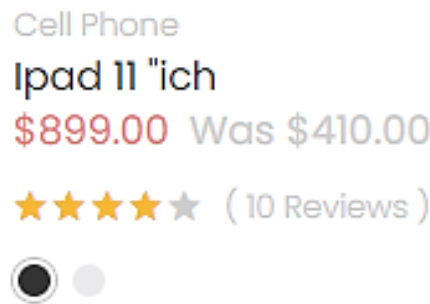 Cell Phone
Ipad 11 "ich
$899.00 Was $410.00
( 10 Reviews )